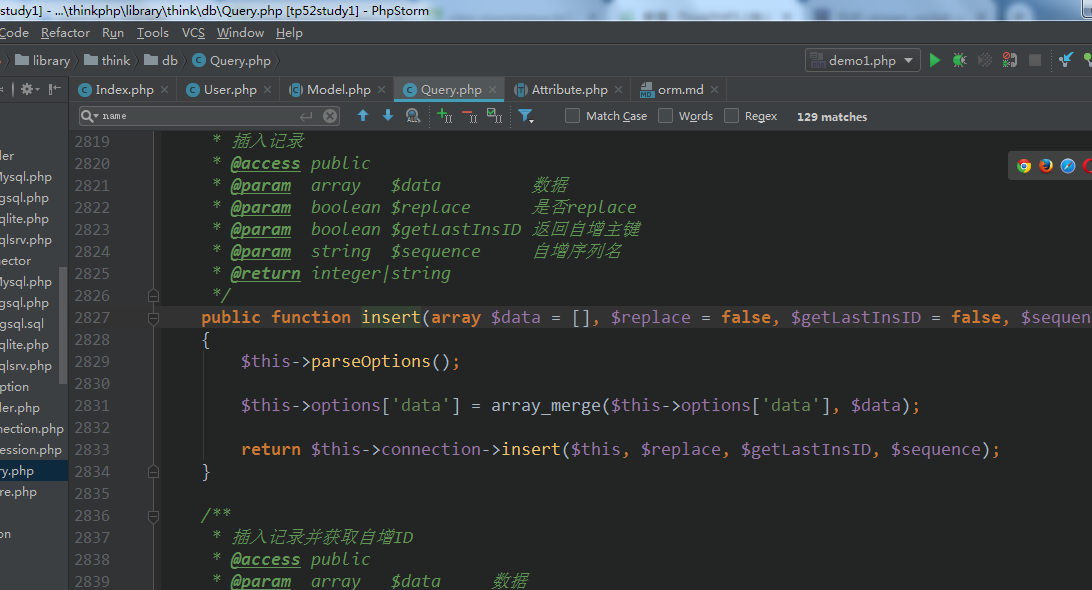 study1] - ...\thinkphp\library\think\db\Query.php [tp52study1] - PhpStorm
Code Refactor Run Tools VCS Window Help
library think db Query.php demo1.php
Index.php User.php Model.php Query.php Attribute.php orm.md
name Match Case Words Regex 129 matches
2819 * 插入记录
2820 * @access public
2821 * @param array $data 数据
2822 * @param boolean $replace 是否replace
2823 * @param boolean $getLastInsID 返回自增主键
2824 * @param string $sequence 自增序列名
2825 * @return integer|string
2826 */
2827 public function insert(array $data = [], $replace = false, $getLastInsID = false, $sequen
2828 {
2829 $this->parseOptions();
2830
2831 $this->options['data'] = array_merge($this->options['data'], $data);
2832
2833 return $this->connection->insert($this, $replace, $getLastInsID, $sequence);
2834 }
2835
2836 /**
2837 * 插入记录并获取自增ID
2838 * @access public
2839 * @param array $data 数据
der
Mysql.php
gsql.php
qlite.php
qlsrv.php
nector
Mysql.php
gsql.php
gsql.sql
qlite.php
qlsrv.php
ption
der.php
nection.php
ession.php
ry.php
re.php
on